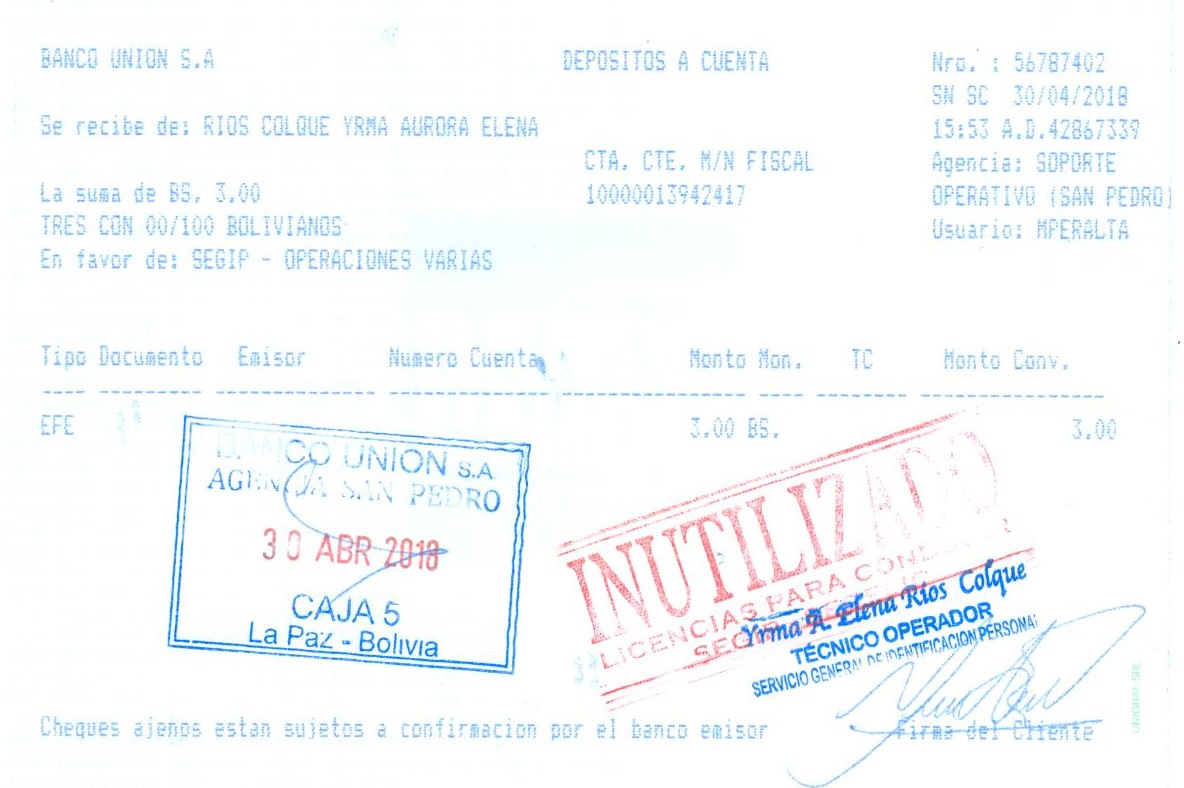 BANCO UNION S.A
DEPOSITOS A CUENTA
Nro. : 56787402
SN SC 30/04/2018
Se recibe de: RIOS COLQUE YRMA AURORA ELENA
15:53 A.D.42867339
CTA. CTE. M/N FISCAL
Agencia: SOPORTE
La suma de BS. 3.00
10000013942417
OPERATIVO (SAN PEDRO)
TRES CON 00/100 BOLIVIANOS
Usuario: MPERALTA
En favor de: SEGIP - OPERACIONES VARIAS
Tipo Documento Emisor Numero Cuenta Monto Mon. TC Monto Conv.
EFE 3.00 BS. 3.00
BANCO UNION S.A.
AGENCIA SAN PEDRO
30 ABR 2018
CAJA 5
La Paz - Bolivia
INUTILIZADO
LICENCIAS PARA
Yrma A. Elena Rios Colque
TÉCNICO OPERADOR
SERVICIO GENERAL DE IDENTIFICACION PERSONAL
Cheques ajenos estan sujetos a confirmacion por el banco emisor
Firma del Cliente